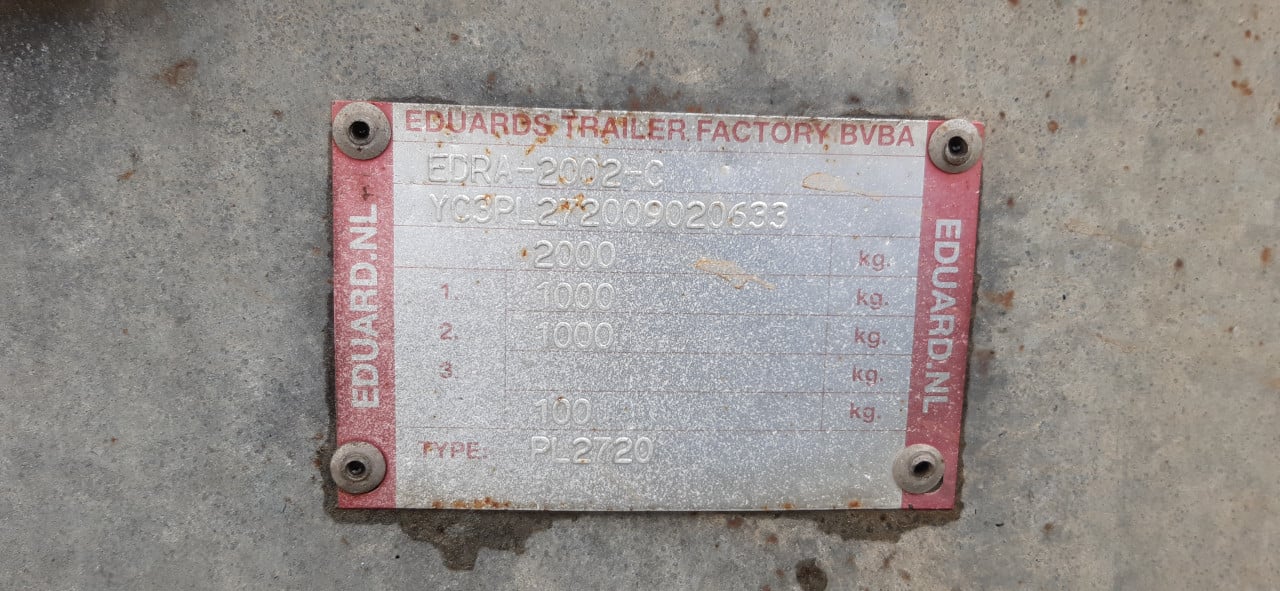 EDUARDS TRAILER FACTORY BVBA
EDRA-2002-C
2000 kg.
1. 1000 kg.
2. 1000 kg.
3. kg.
100 kg.
TYPE. PL2720
EDUARD.NL
EDUARD.NL